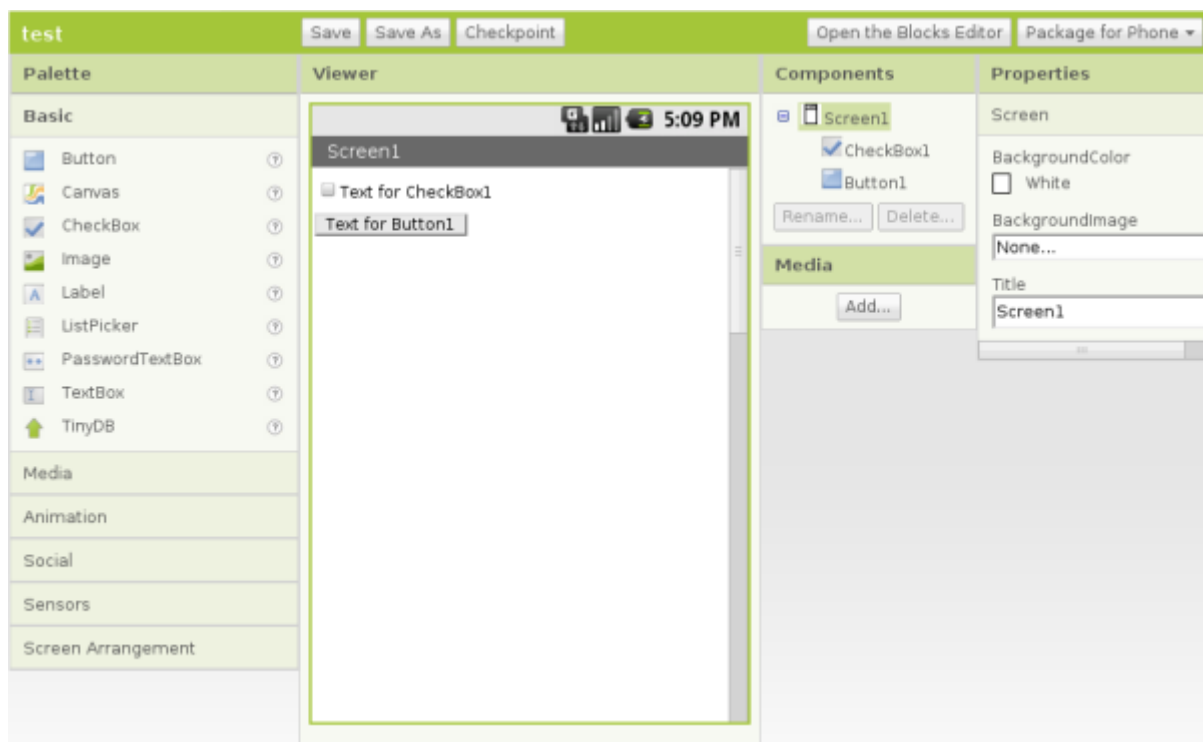 test
Save
Save As
Checkpoint
Open the Blocks Editor
Package for Phone
Palette
Basic
Button
Canvas
CheckBox
Image
Label
ListPicker
PasswordTextBox
TextBox
TinyDB
Media
Animation
Social
Sensors
Screen Arrangement
Viewer
5:09 PM
Screen1
Text for CheckBox1
Text for Button1
Components
Screen1
CheckBox1
Button1
Rename...
Delete...
Media
Add...
Properties
Screen
BackgroundColor
White
BackgroundImage
None...
Title
Screen1